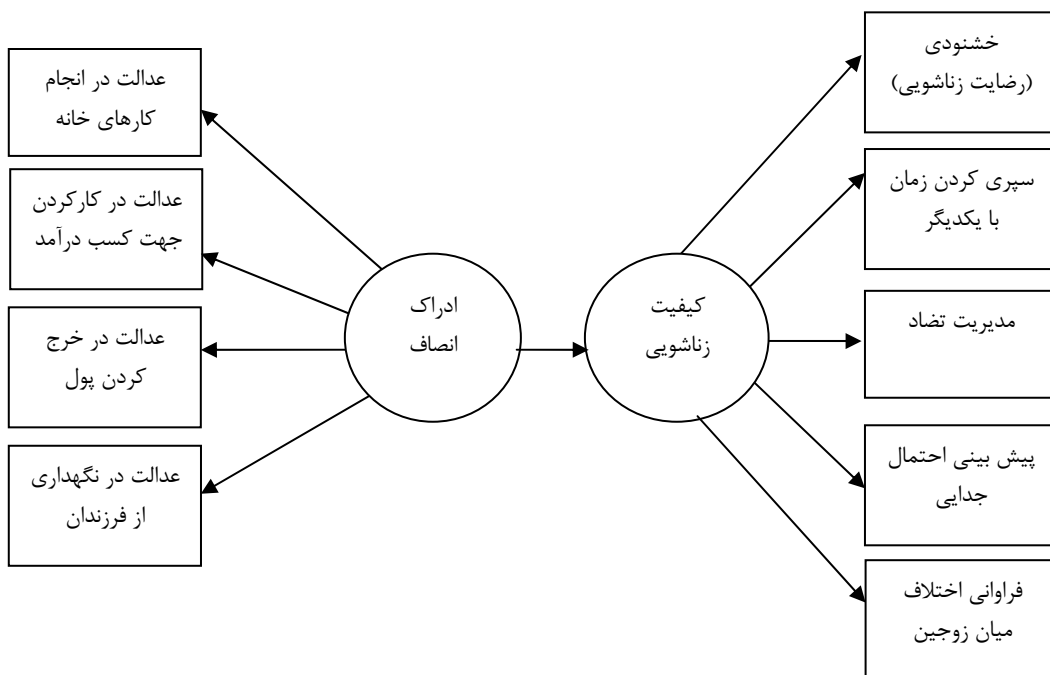 خشنودی
(رضایت زناشویی)
سپری کردن زمان
با یکدیگر
مدیریت تضاد
پیش بینی احتمال
جدایی
فراوانی اختلاف
میان زوجین
کیفیت
زناشویی
ادراک
انصاف
عدالت در انجام
کارهای خانه
عدالت در کارکردن
جهت کسب درآمد
عدالت در خرج
کردن پول
عدالت در نگهداری
از فرزندان